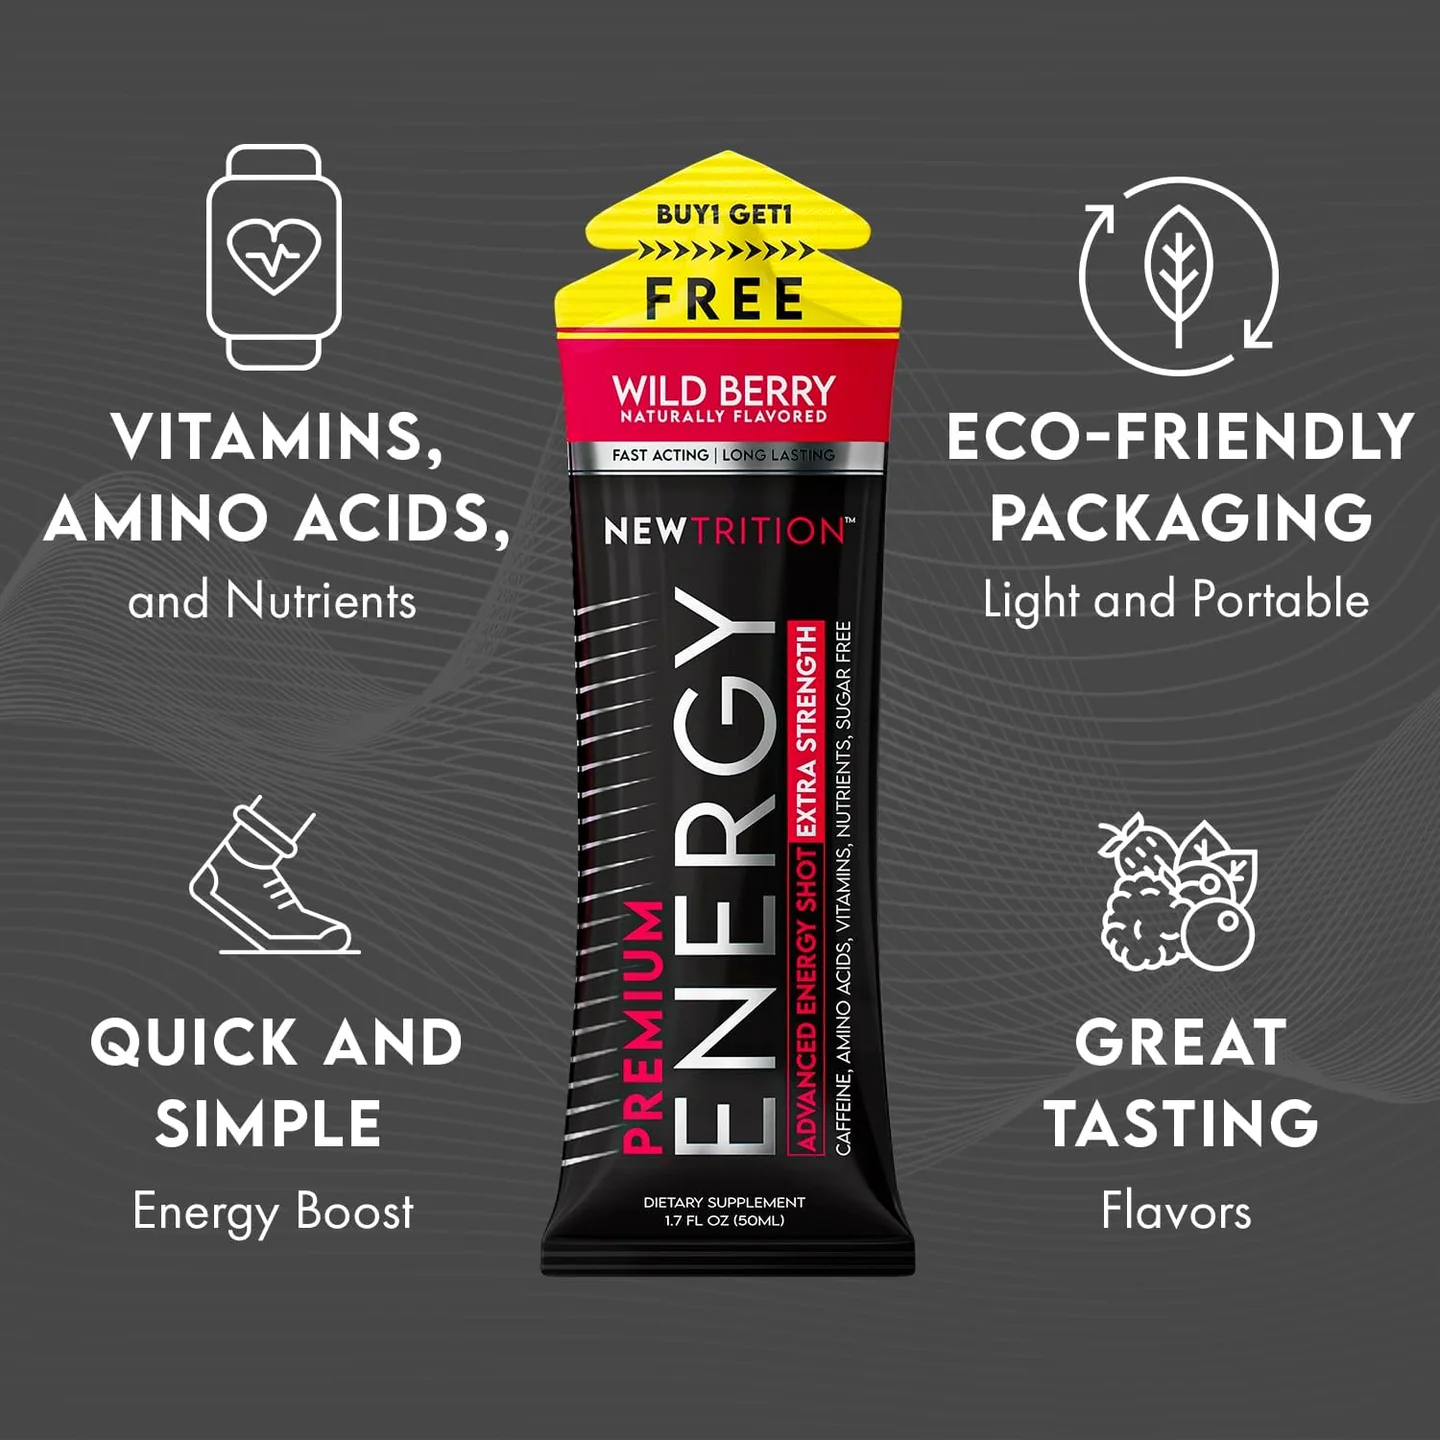 BUY1 GET1
FREE
WILD BERRY
NATURALLY FLAVORED
FAST ACTING | LONG LASTING
NEWTRITION™
PREMIUM
ENERGY
ADVANCED ENERGY SHOT EXTRA STRENGTH
CAFFEINE, AMINO ACIDS, VITAMINS, NUTRIENTS, SUGAR FREE
DIETARY SUPPLEMENT
1.7 FL OZ (50ML)
VITAMINS,
AMINO ACIDS,
and Nutrients
ECO-FRIENDLY
PACKAGING
Light and Portable
QUICK AND
SIMPLE
Energy Boost
GREAT
TASTING
Flavors